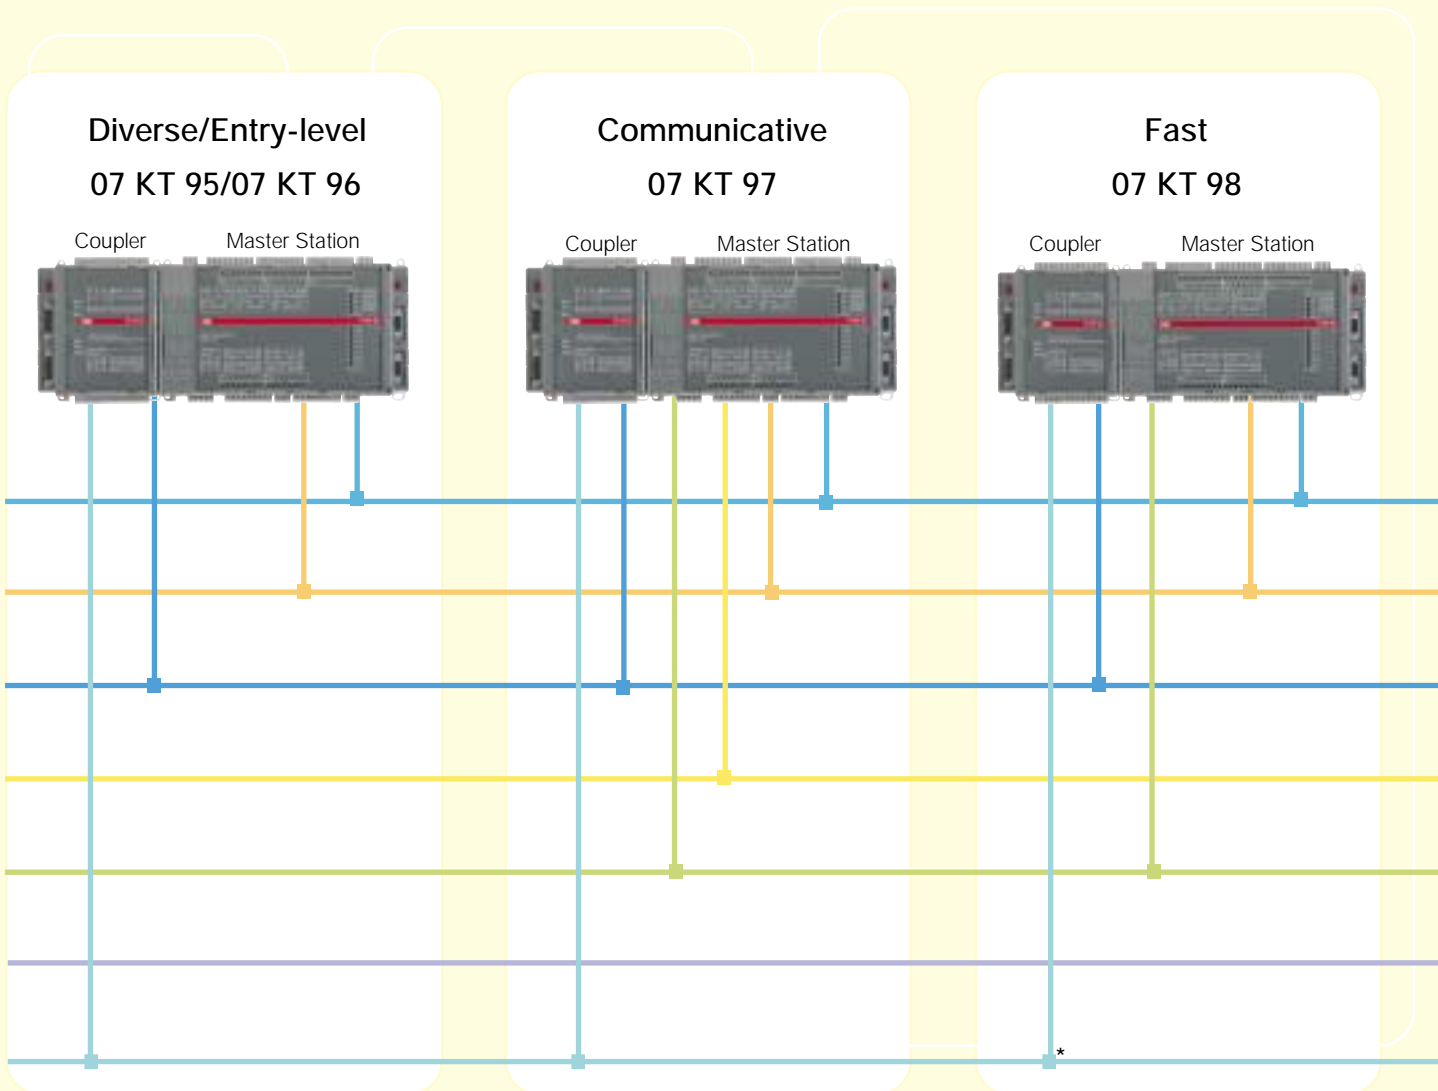 Diverse/Entry-level
07 KT 95/07 KT 96
Coupler
Master Station
Communicative
07 KT 97
Coupler
Master Station
Fast
07 KT 98
Coupler
Master Station
*